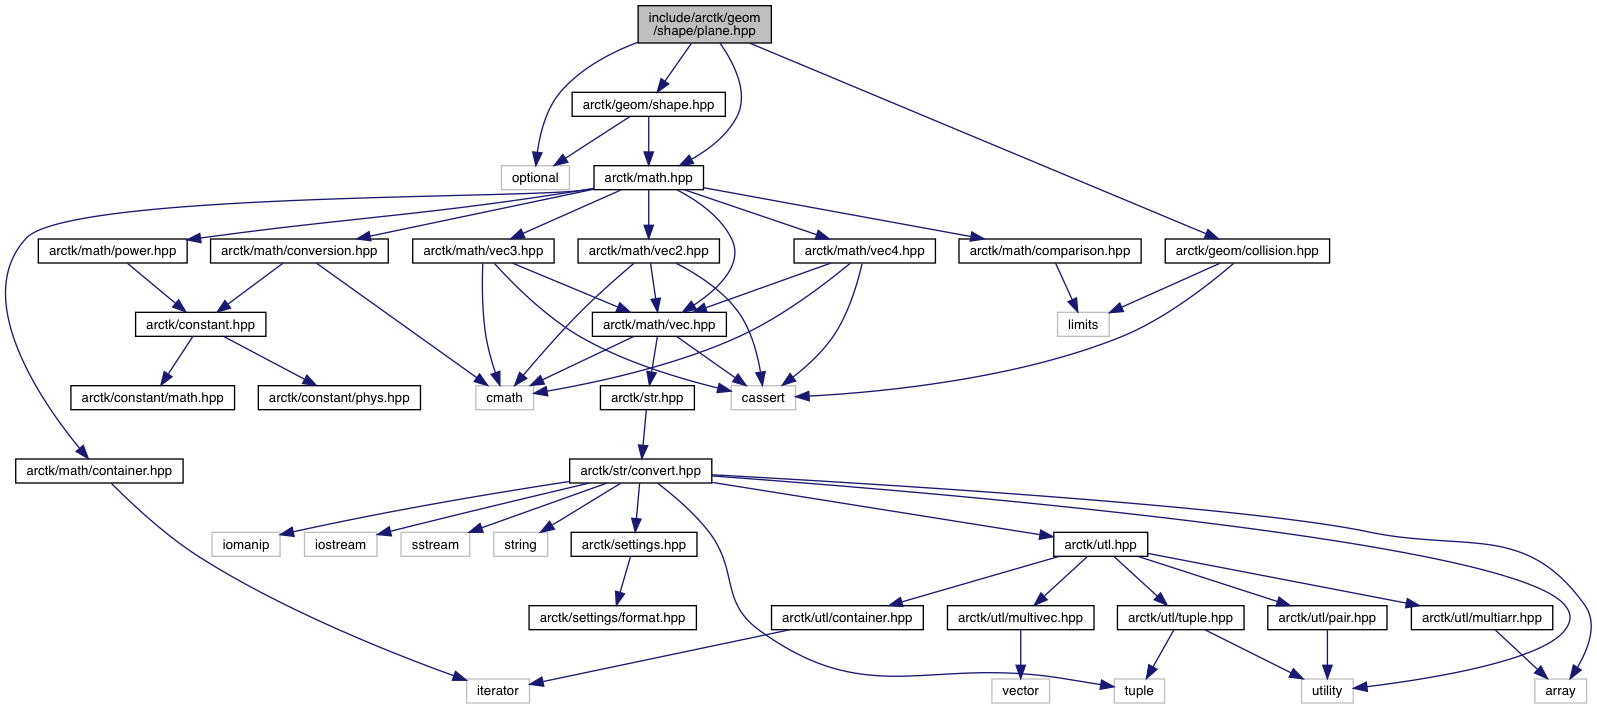 include/arctk/geom
/shape/plane.hpp
arctk/geom/shape.hpp
optional
arctk/math.hpp
arctk/math/power.hpp
arctk/math/conversion.hpp
arctk/math/vec3.hpp
arctk/math/vec2.hpp
arctk/math/vec4.hpp
arctk/math/comparison.hpp
arctk/geom/collision.hpp
arctk/constant.hpp
arctk/math/vec.hpp
limits
arctk/constant/math.hpp
arctk/constant/phys.hpp
cmath
arctk/str.hpp
cassert
arctk/math/container.hpp
arctk/str/convert.hpp
iomanip
iostream
sstream
string
arctk/settings.hpp
arctk/utl.hpp
arctk/settings/format.hpp
arctk/utl/container.hpp
arctk/utl/multivec.hpp
arctk/utl/tuple.hpp
arctk/utl/pair.hpp
arctk/utl/multiarr.hpp
iterator
vector
tuple
utility
array